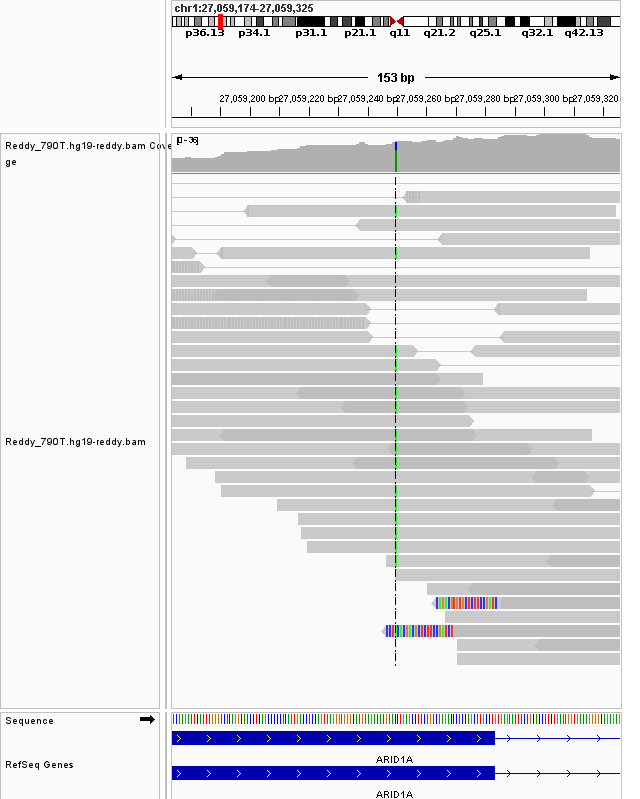 chr1:27,059,174-27,059,325
p36.13 p34.1 p31.1 p21.1 q11 q21.2 q25.1 q32.1 q42.13
153 bp
27,059,200 bp 27,059,220 bp 27,059,240 bp 27,059,260 bp 27,059,280 bp 27,059,300 bp 27,059,320
[0-36]
Reddy_790T.hg19-reddy.bam Cove
ge
Reddy_790T.hg19-reddy.bam
Sequence
ARID1A
RefSeq Genes
ARID1A